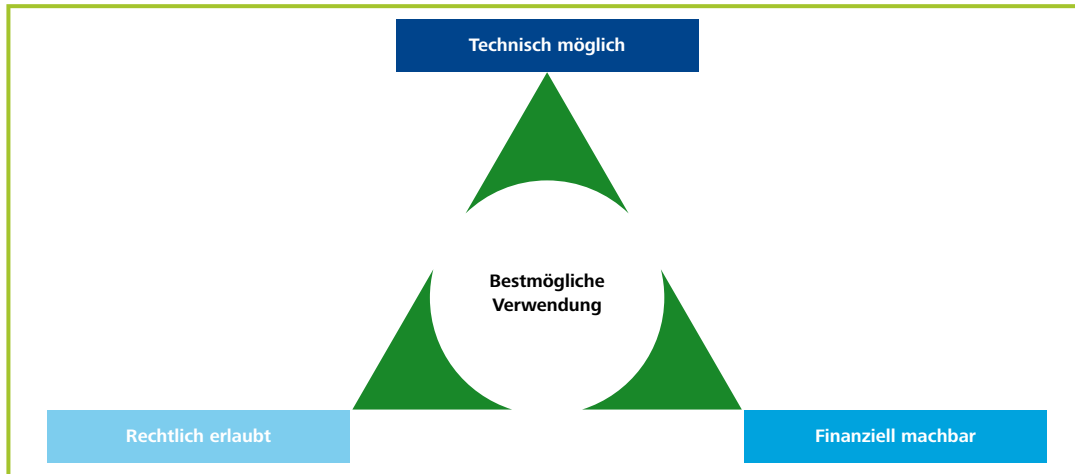 Technisch möglich
Bestmögliche
Verwendung
Rechtlich erlaubt
Finanziell machbar